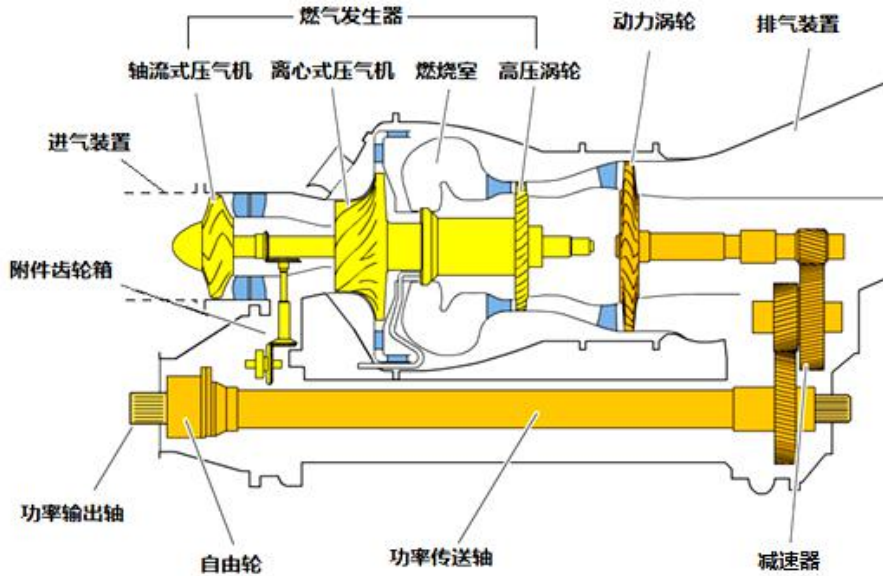 燃气发生器
动力涡轮
排气装置
轴流式压气机
离心式压气机
燃烧室
高压涡轮
进气装置
附件齿轮箱
功率输出轴
自由轮
功率传送轴
减速器